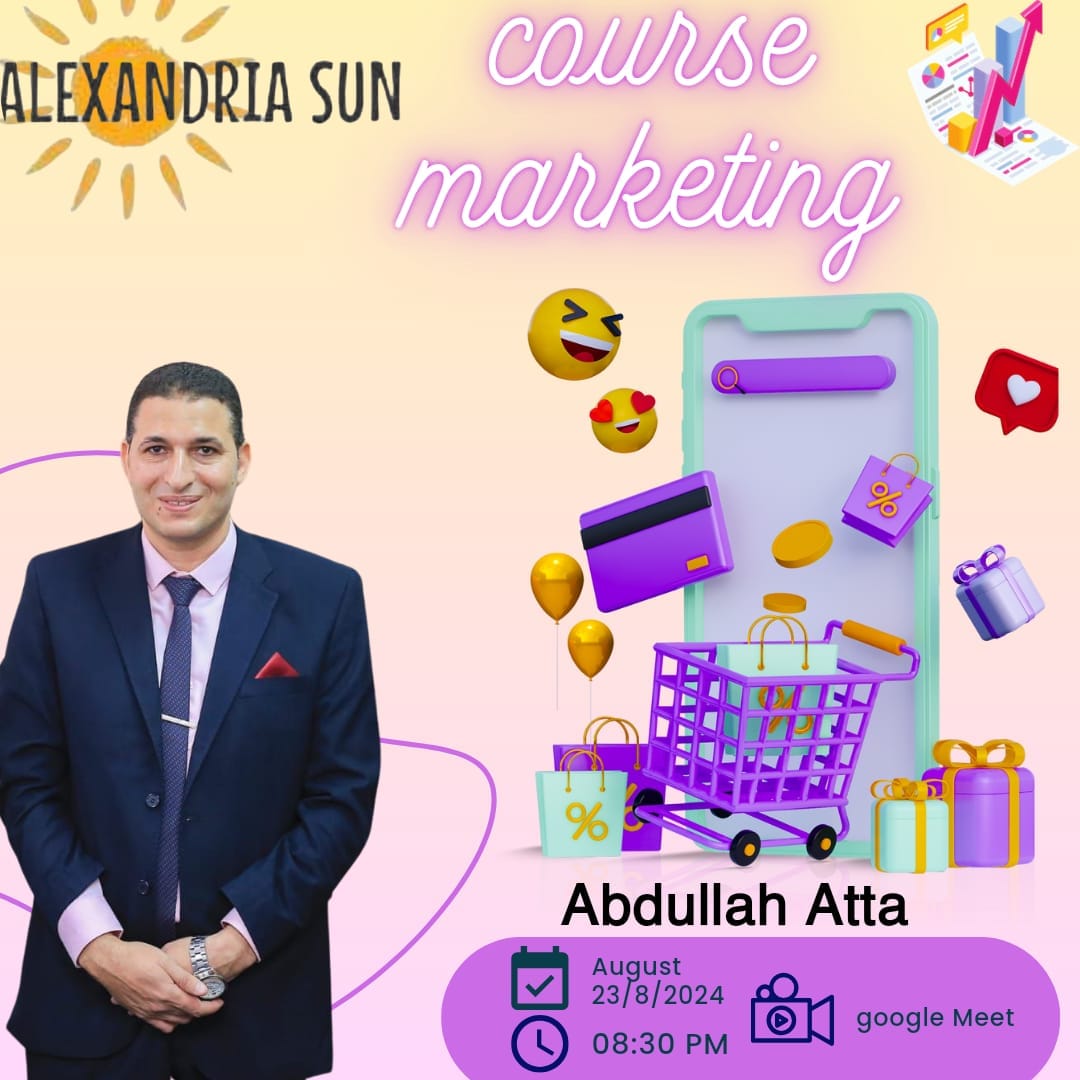 ALEXANDRIA SUN
course
marketing
%
%
%
%
Abdullah Atta
August
23/8/2024
08:30 PM
google Meet